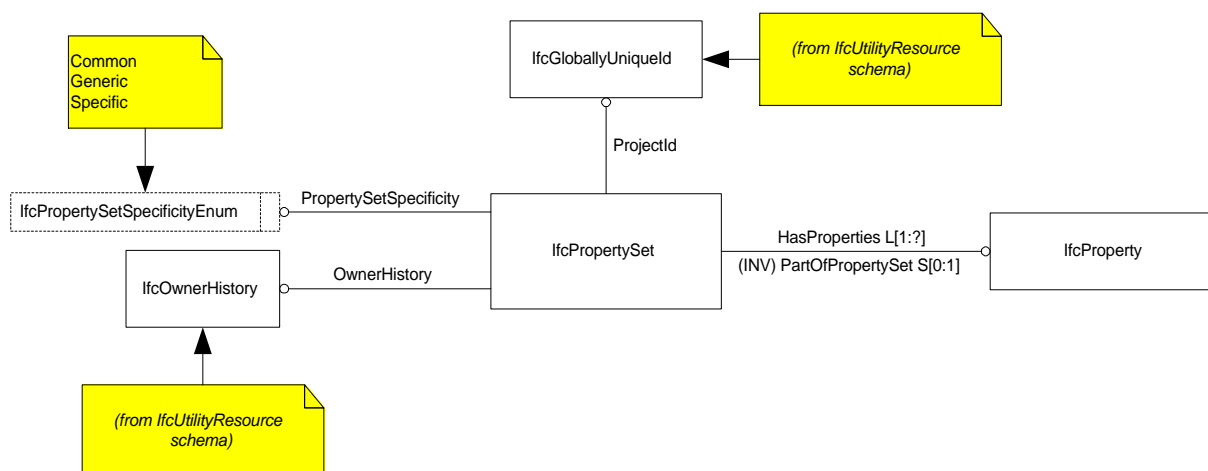 Common
Generic
Specific
IfcGloballyUniqueId
(from IfcUtilityResource
schema)
ProjectId
IfcPropertySetSpecificityEnum
PropertySetSpecificity
IfcPropertySet
HasProperties L[1:?]
(INV) PartOfPropertySet S[0:1]
IfcProperty
IfcOwnerHistory
OwnerHistory
(from IfcUtilityResource
schema)